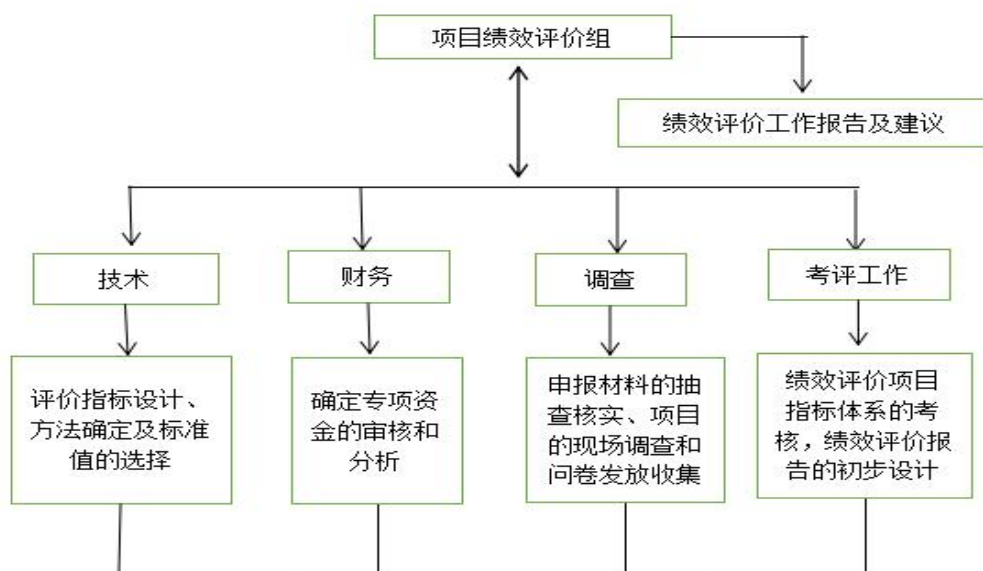 项目绩效评价组
绩效评价工作报告及建议
技术
财务
调查
考评工作
评价指标设计、
方法确定及标准
值的选择
确定专项资
金的审核和
分析
申报材料的抽
查核实、项目
的现场调查和
问卷发放收集
绩效评价项目
指标体系的考
核，绩效评价报
告的初步设计